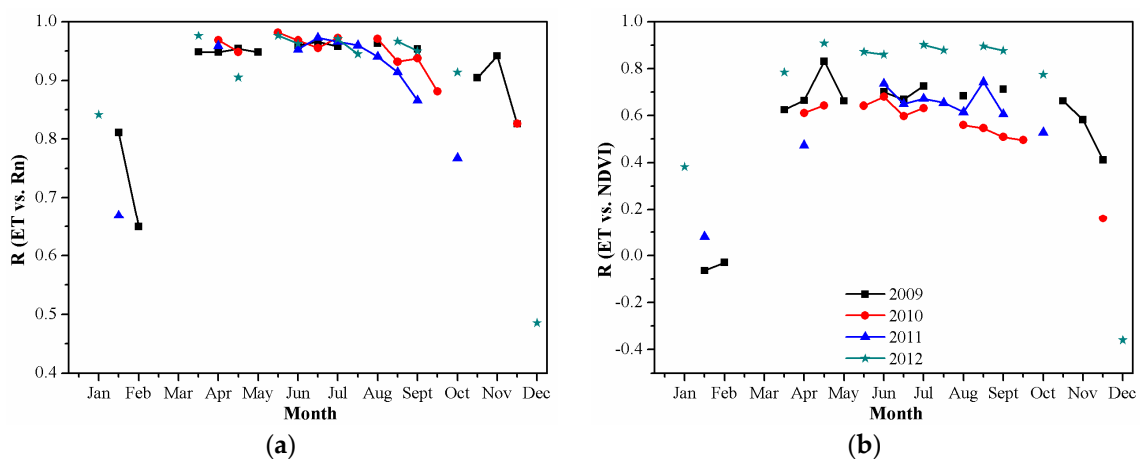 R (ET vs. Rn)
1.0
0.9
0.8
0.7
0.6
0.5
0.4
Jan Feb Mar Apr May Jun Jul Aug Sept Oct Nov Dec
Month
(a)
R (ET vs. NDVI)
1.0
0.8
0.6
0.4
0.2
0.0
-0.2
-0.4
2009
2010
2011
2012
Jan Feb Mar Apr May Jun Jul Aug Sept Oct Nov Dec
Month
(b)